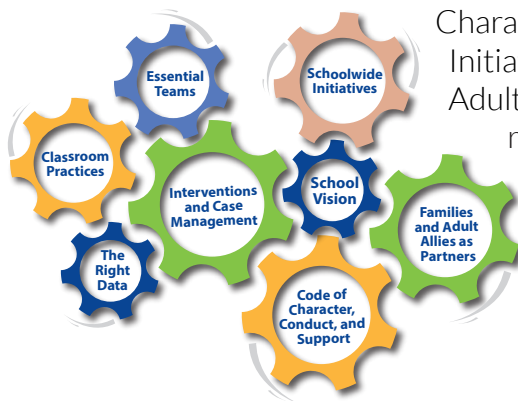 Essential
Teams
Schoolwide
Initiatives
Classroom
Practices
Interventions
and Case
Management
School
Vision
Families
and Adult
Allies as
Partners
The
Right
Data
Code of
Character,
Conduct, and
Support
Initia
Adult